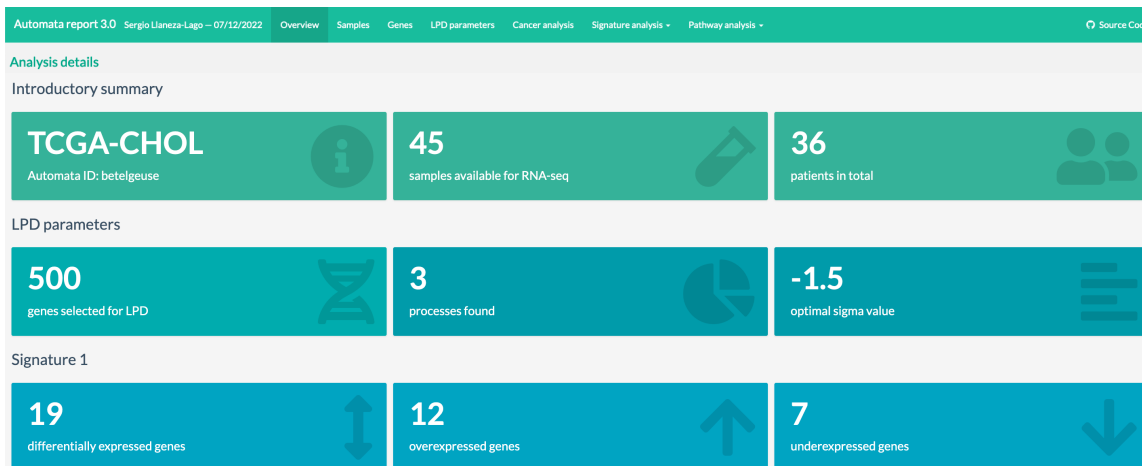 Automata report 3.0 Sergio Llaneza-Lago — 07/12/2022 Overview Samples Genes LPD parameters Cancer analysis Signature analysis Pathway analysis Source Cod
Analysis details
Introductory summary
TCGA-CHOL 45 36
Automata ID: betelgeuse samples available for RNA-seq patients in total
LPD parameters
500 3 -1.5
genes selected for LPD processes found optimal sigma value
Signature 1
19 12 7
differentially expressed genes overexpressed genes underexpressed genes